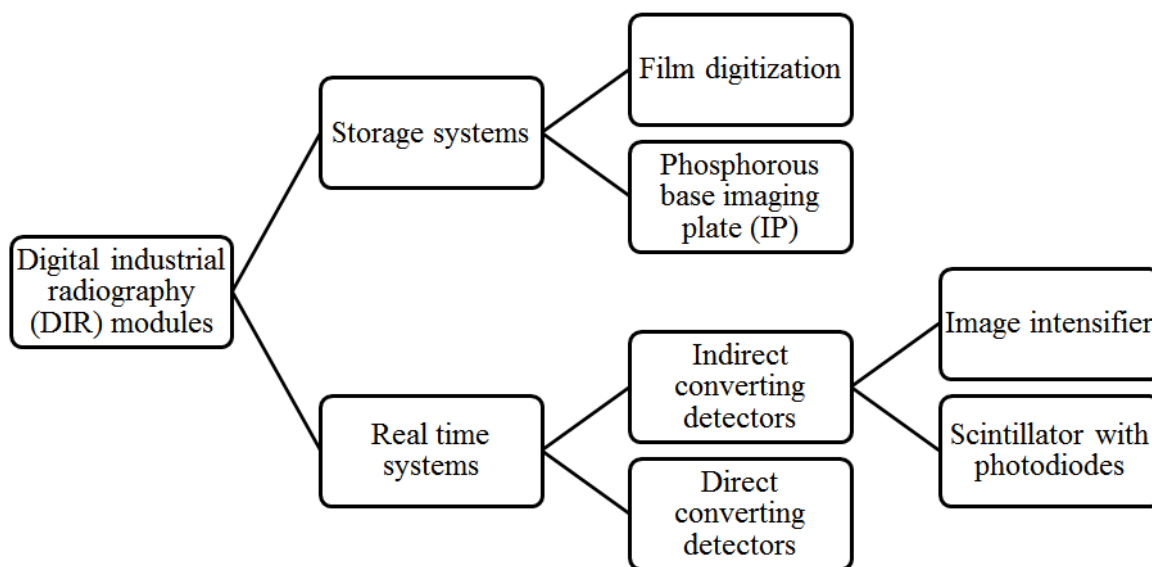 Film digitization
Storage systems
Phosphorous
base imaging
plate (IP)
Digital industrial
radiography
(DIR) modules
Image intensifier
Indirect
converting
detectors
Real time
systems
Scintillator with
photodiodes
Direct
converting
detectors